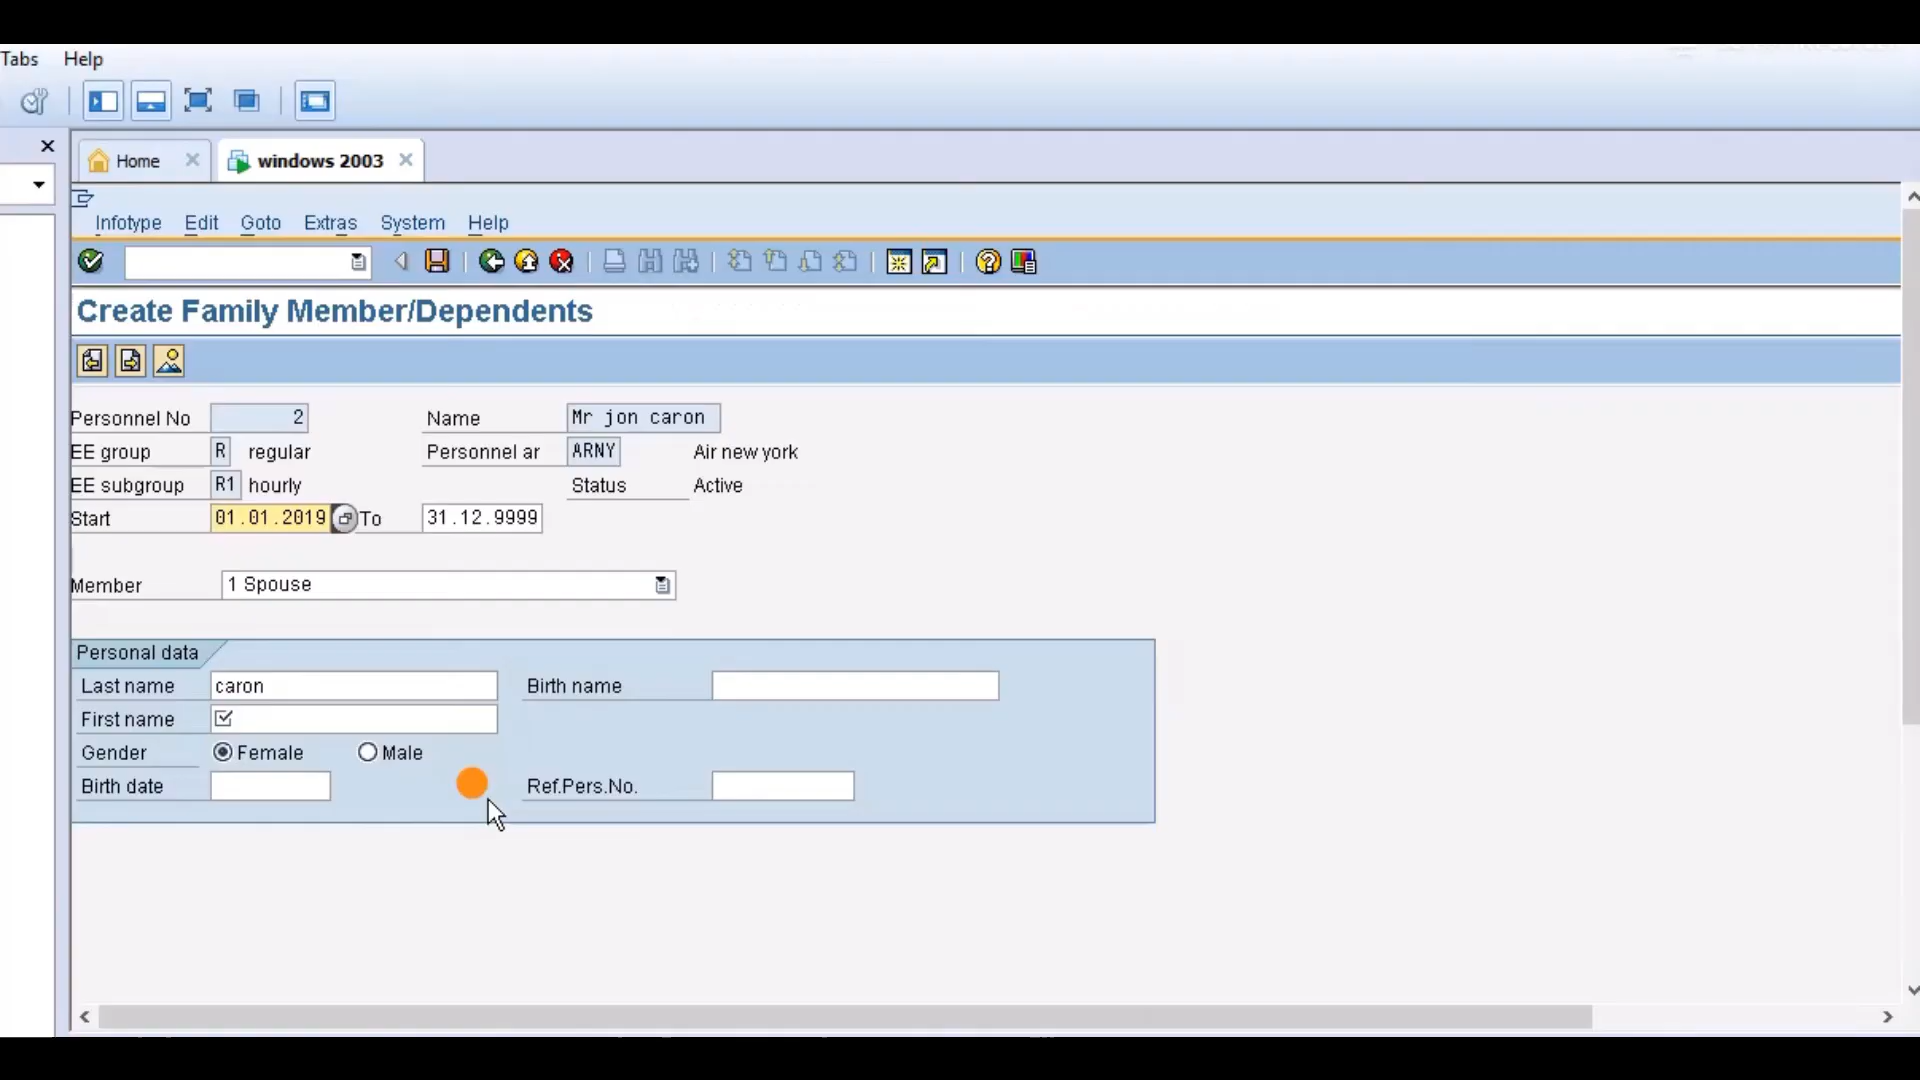 Tabs Help
Home windows 2003
Infotype Edit Goto Extras System Help
Create Family Member/Dependents
Personnel No 2 Name Mr jon caron
EE group R regular Personnel ar ARNY Air new york
EE subgroup R1 hourly Status Active
Start 01.01.2019 To 31.12.9999
Member 1 Spouse
Personal data
Last name caron Birth name
First name
Gender Female Male
Birth date Ref.Pers.No.